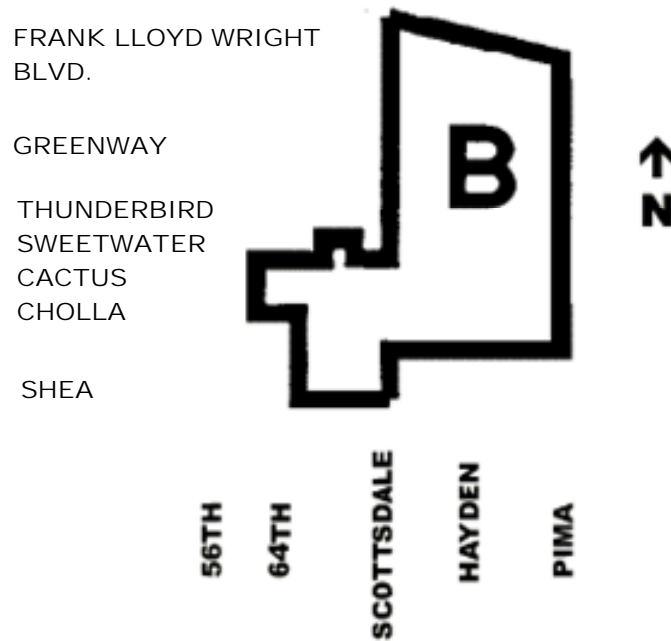 FRANK LLOYD WRIGHT
BLVD.
GREENWAY
B
THUNDERBIRD
N
SWEETWATER
CACTUS
CHOLLA
SHEA
56TH
64TH
SCOTTSDALE
HAYDEN
PIMA